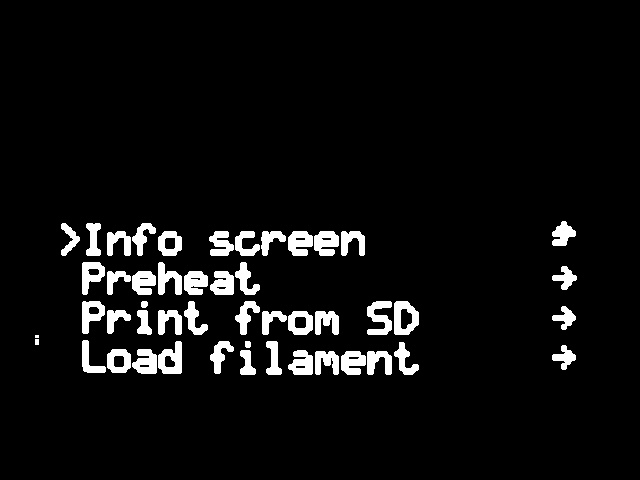 >Info screen ↑
Preheat →
Print from SD →
Load filament →